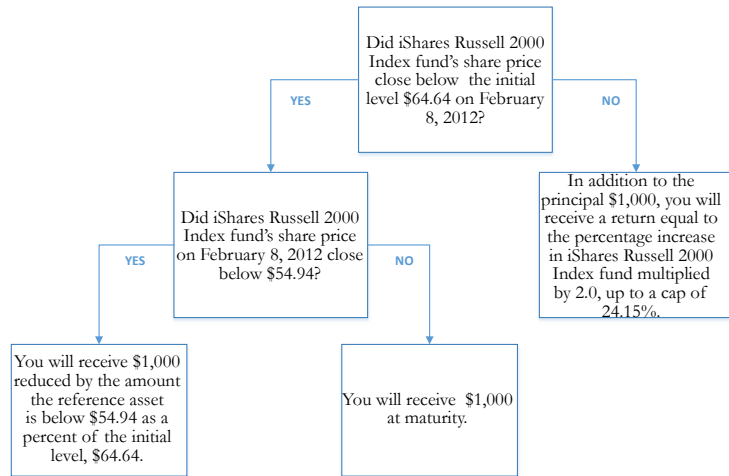 Did iShares Russell 2000
Index fund's share price
close below the initial
level $64.64 on February
8, 2012?
YES
NO
Did iShares Russell 2000
Index fund's share price
on February 8, 2012 close
below $54.94?
In addition to the
principal $1,000, you will
receive a return equal to
the percentage increase
in iShares Russell 2000
Index fund multiplied
by 2.0, up to a cap of
24.15%.
YES
NO
You will receive $1,000
reduced by the amount
the reference asset
is below $54.94 as a
percent of the initial
level, $64.64.
You will receive $1,000
at maturity.